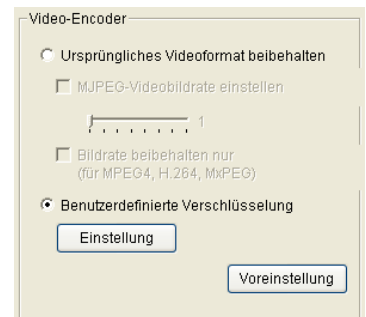 Video-Encoder
Ursprüngliches Videoformat beibehalten
MJPEG-Videobildrate einstellen
1
Bildrate beibehalten nur
(für MPEG4, H.264, MxPEG)
Benutzerdefinierte Verschlüsselung
Einstellung
Voreinstellung